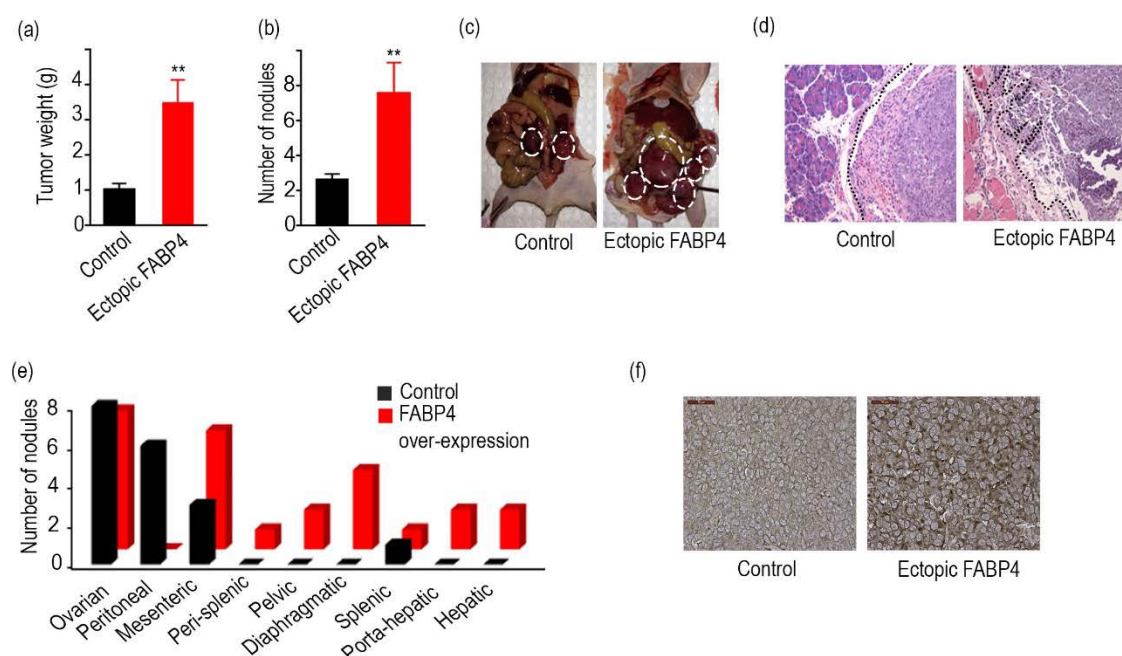 (a)
Tumor weight (g)
4
3
2
1
0
**
Control
Ectopic FABP4
(b)
Number of nodules
8
6
4
2
0
**
Control
Ectopic FABP4
(c)
Control
Ectopic FABP4
(d)
Control
Ectopic FABP4
(e)
Number of nodules
8
6
4
2
0
Control
FABP4
over-expression
Ovarian
Peritoneal
Mesenteric
Peri-splenic
Pelvic
Diaphragmatic
Splenic
Porta-hepatic
Hepatic
(f)
Control
Ectopic FABP4